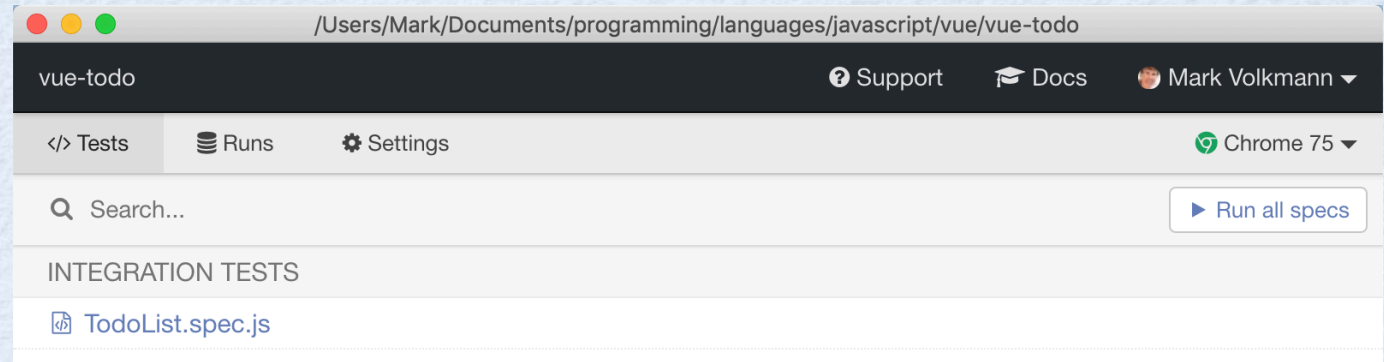 /Users/Mark/Documents/programming/languages/javascript/vue/vue-todo
vue-todo Support Docs Mark Volkmann
</> Tests Runs Settings Chrome 75
Search... Run all specs
INTEGRATION TESTS
TodoList.spec.js